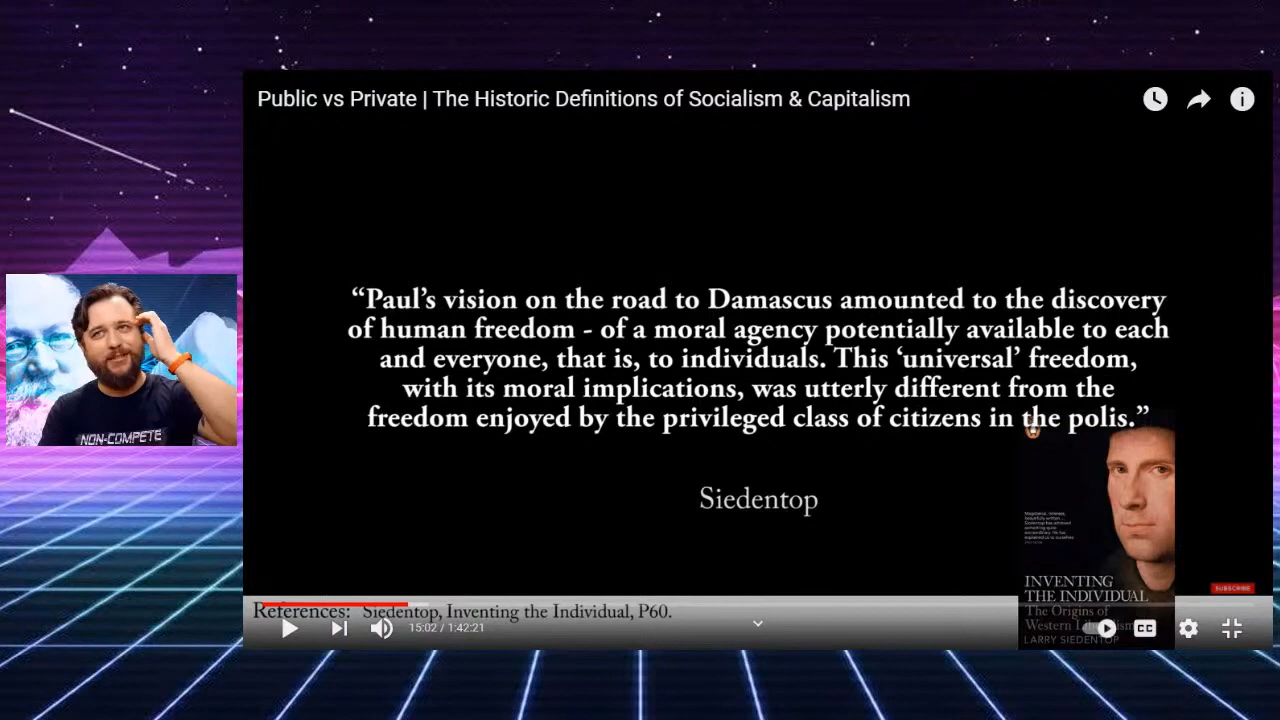 Public vs Private | The Historic Definitions of Socialism & Capitalism
“Paul’s vision on the road to Damascus amounted to the discovery
of human freedom - of a moral agency potentially available to each
and everyone, that is, to individuals. This ‘universal’ freedom,
with its moral implications, was utterly different from the
freedom enjoyed by the privileged class of citizens in the polis.”
Siedentop
NON-COMPETE
INVENTING
THE INDIVIDUAL
The Origins of
Western
LARRY SIEDENTOP
SUBSCRIBE
References: Siedentop, Inventing the Individual, P60.
15:02 / 1:42:21
CC